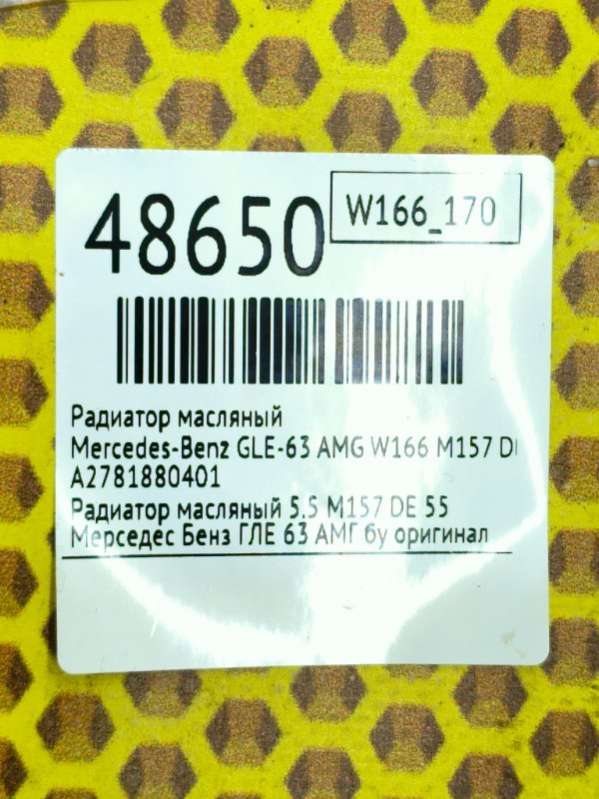 48650
W166_170
Радиатор масляный
Mercedes-Benz GLE-63 AMG W166 M157 D
A2781880401
Радиатор масляный 5.5 M157 DE 55
Мерседес Бенз ГЛЕ 63 АМГ бу оригинал